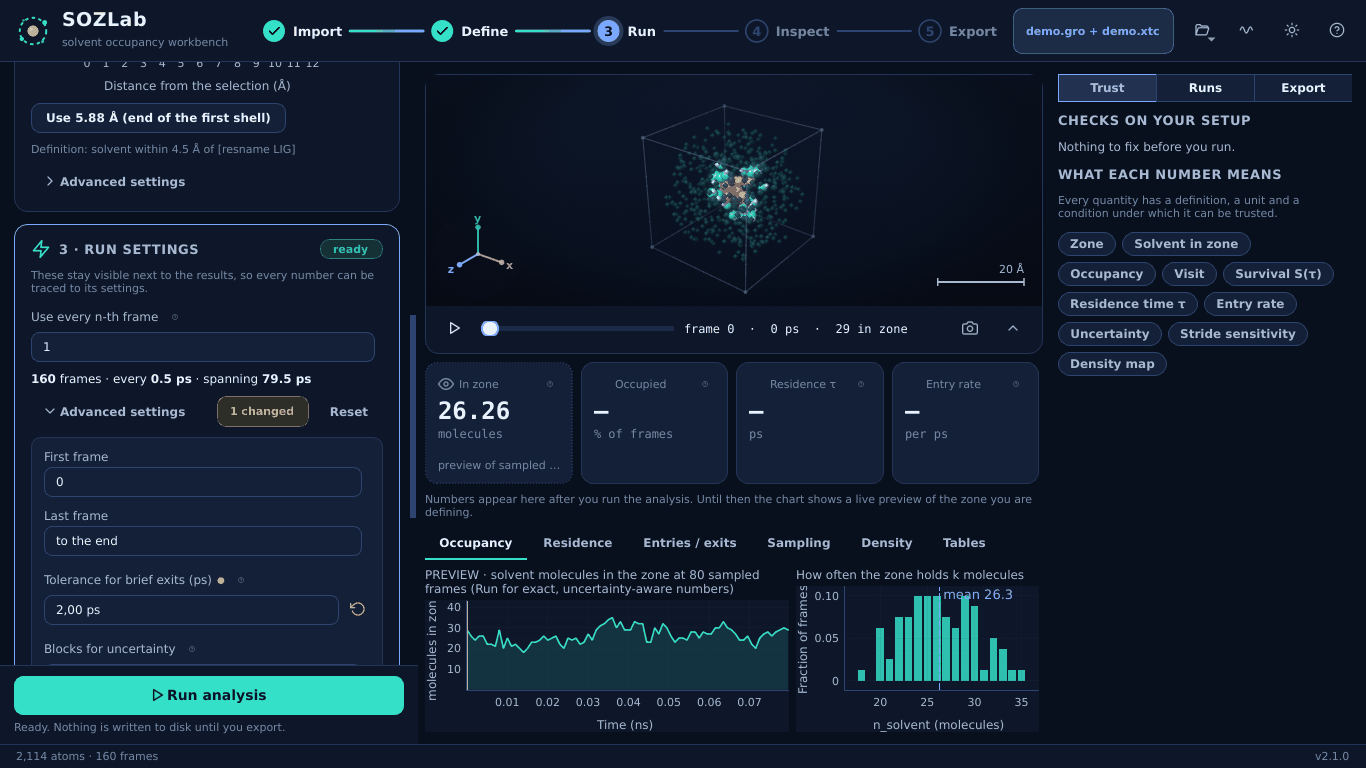 SOZLab
solvent occupancy workbench
Import
Define
3 Run
4 Inspect
5 Export
demo.gro + demo.xtc
0 1 2 3 4 5 6 7 8 9 10 11 12
Distance from the selection (Å)
Use 5.88 Å (end of the first shell)
Definition: solvent within 4.5 Å of [resname LIG]
Advanced settings
3 · RUN SETTINGS
ready
These stay visible next to the results, so every number can be
traced to its settings.
Use every n-th frame
1
160 frames · every 0.5 ps · spanning 79.5 ps
Advanced settings
1 changed
Reset
First frame
0
Last frame
to the end
Tolerance for brief exits (ps)
2,00 ps
Blocks for uncertainty
Run analysis
Ready. Nothing is written to disk until you export.
y
z
x
20 Å
frame 0 · 0 ps · 29 in zone
In zone
26.26
molecules
preview of sampled ...
Occupied
—
% of frames
Residence τ
—
ps
Entry rate
—
per ps
Numbers appear here after you run the analysis. Until then the chart shows a live preview of the zone you are
defining.
Occupancy
Residence
Entries / exits
Sampling
Density
Tables
PREVIEW · solvent molecules in the zone at 80 sampled
frames (Run for exact, uncertainty-aware numbers)
molecules in zon
40
30
20
10
0.01 0.02 0.03 0.04 0.05 0.06 0.07
Time (ns)
How often the zone holds k molecules
Fraction of frames
0.10
0.05
0
mean 26.3
20 25 30 35
n_solvent (molecules)
Trust
Runs
Export
CHECKS ON YOUR SETUP
Nothing to fix before you run.
WHAT EACH NUMBER MEANS
Every quantity has a definition, a unit and a
condition under which it can be trusted.
Zone
Solvent in zone
Occupancy
Visit
Survival S(τ)
Residence time τ
Entry rate
Uncertainty
Stride sensitivity
Density map
2,114 atoms · 160 frames
v2.1.0